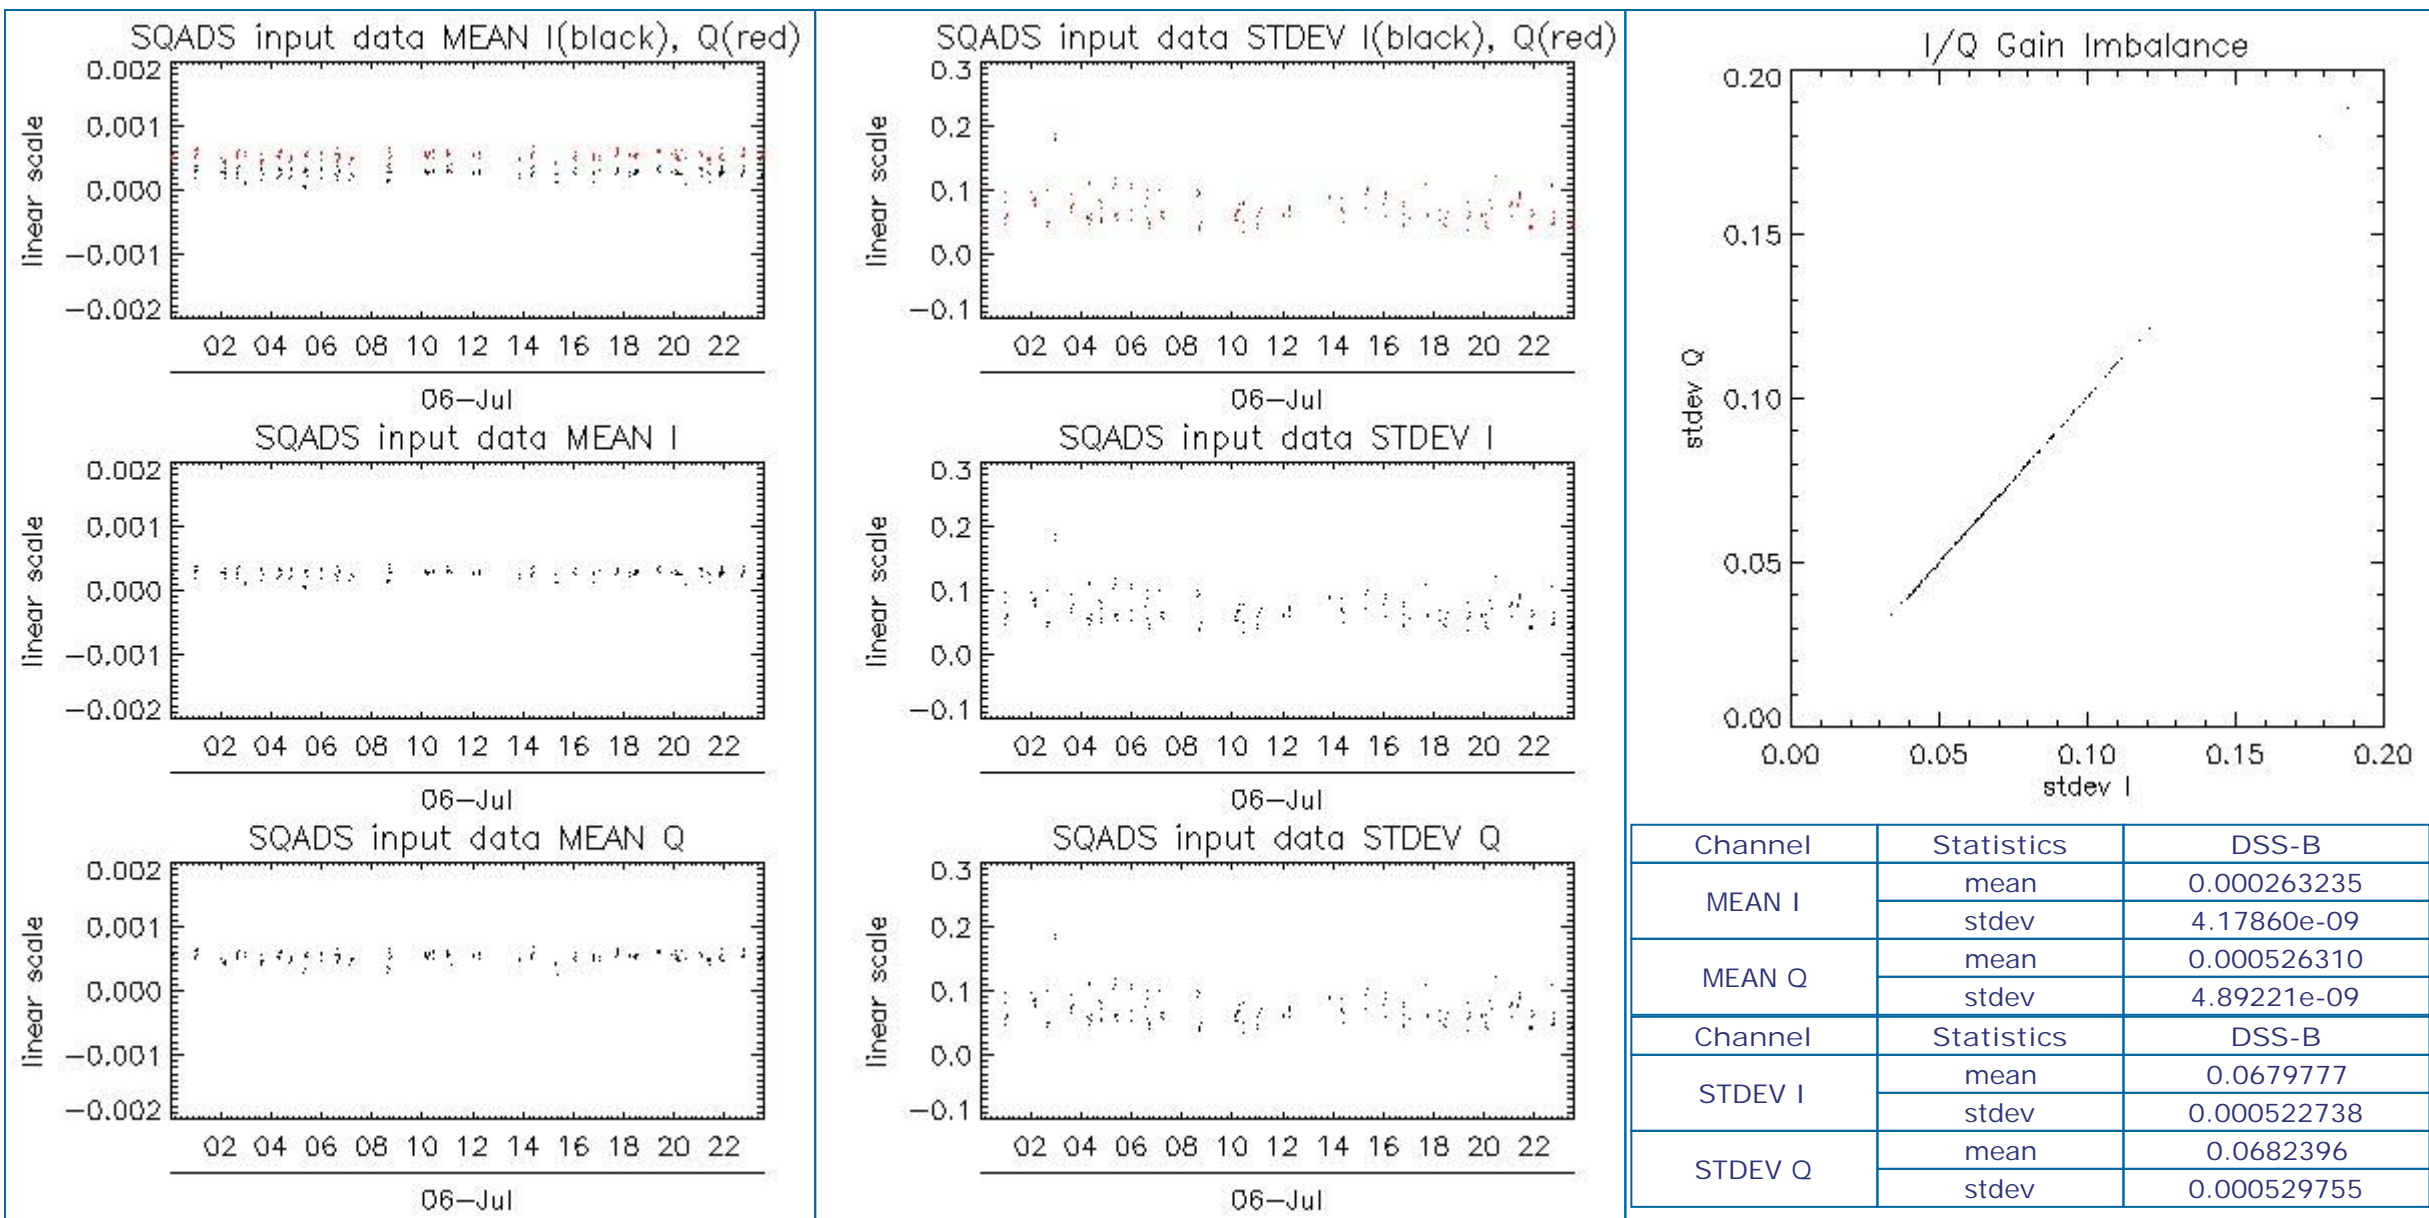 SQADS input data MEAN I(black), Q(red)
0.002
0.001
0.000
−0.001
−0.002
linear scale
02 04 06 08 10 12 14 16 18 20 22
06−Jul
SQADS input data MEAN I
0.002
0.001
0.000
−0.001
−0.002
linear scale
02 04 06 08 10 12 14 16 18 20 22
06−Jul
SQADS input data MEAN Q
0.002
0.001
0.000
−0.001
−0.002
linear scale
02 04 06 08 10 12 14 16 18 20 22
06−Jul
SQADS input data STDEV I(black), Q(red)
0.3
0.2
0.1
0.0
−0.1
linear scale
02 04 06 08 10 12 14 16 18 20 22
06−Jul
SQADS input data STDEV I
0.3
0.2
0.1
0.0
−0.1
linear scale
02 04 06 08 10 12 14 16 18 20 22
06−Jul
SQADS input data STDEV Q
0.3
0.2
0.1
0.0
−0.1
linear scale
02 04 06 08 10 12 14 16 18 20 22
06−Jul
I/Q Gain Imbalance
0.20
0.15
0.10
0.05
0.00
stdev Q
0.00 0.05 0.10 0.15 0.20
stdev I
Channel Statistics DSS-B
MEAN I mean 0.000263235
stdev 4.17860e-09
MEAN Q mean 0.000526310
stdev 4.89221e-09
Channel Statistics DSS-B
STDEV I mean 0.0679777
stdev 0.000522738
STDEV Q mean 0.0682396
stdev 0.000529755